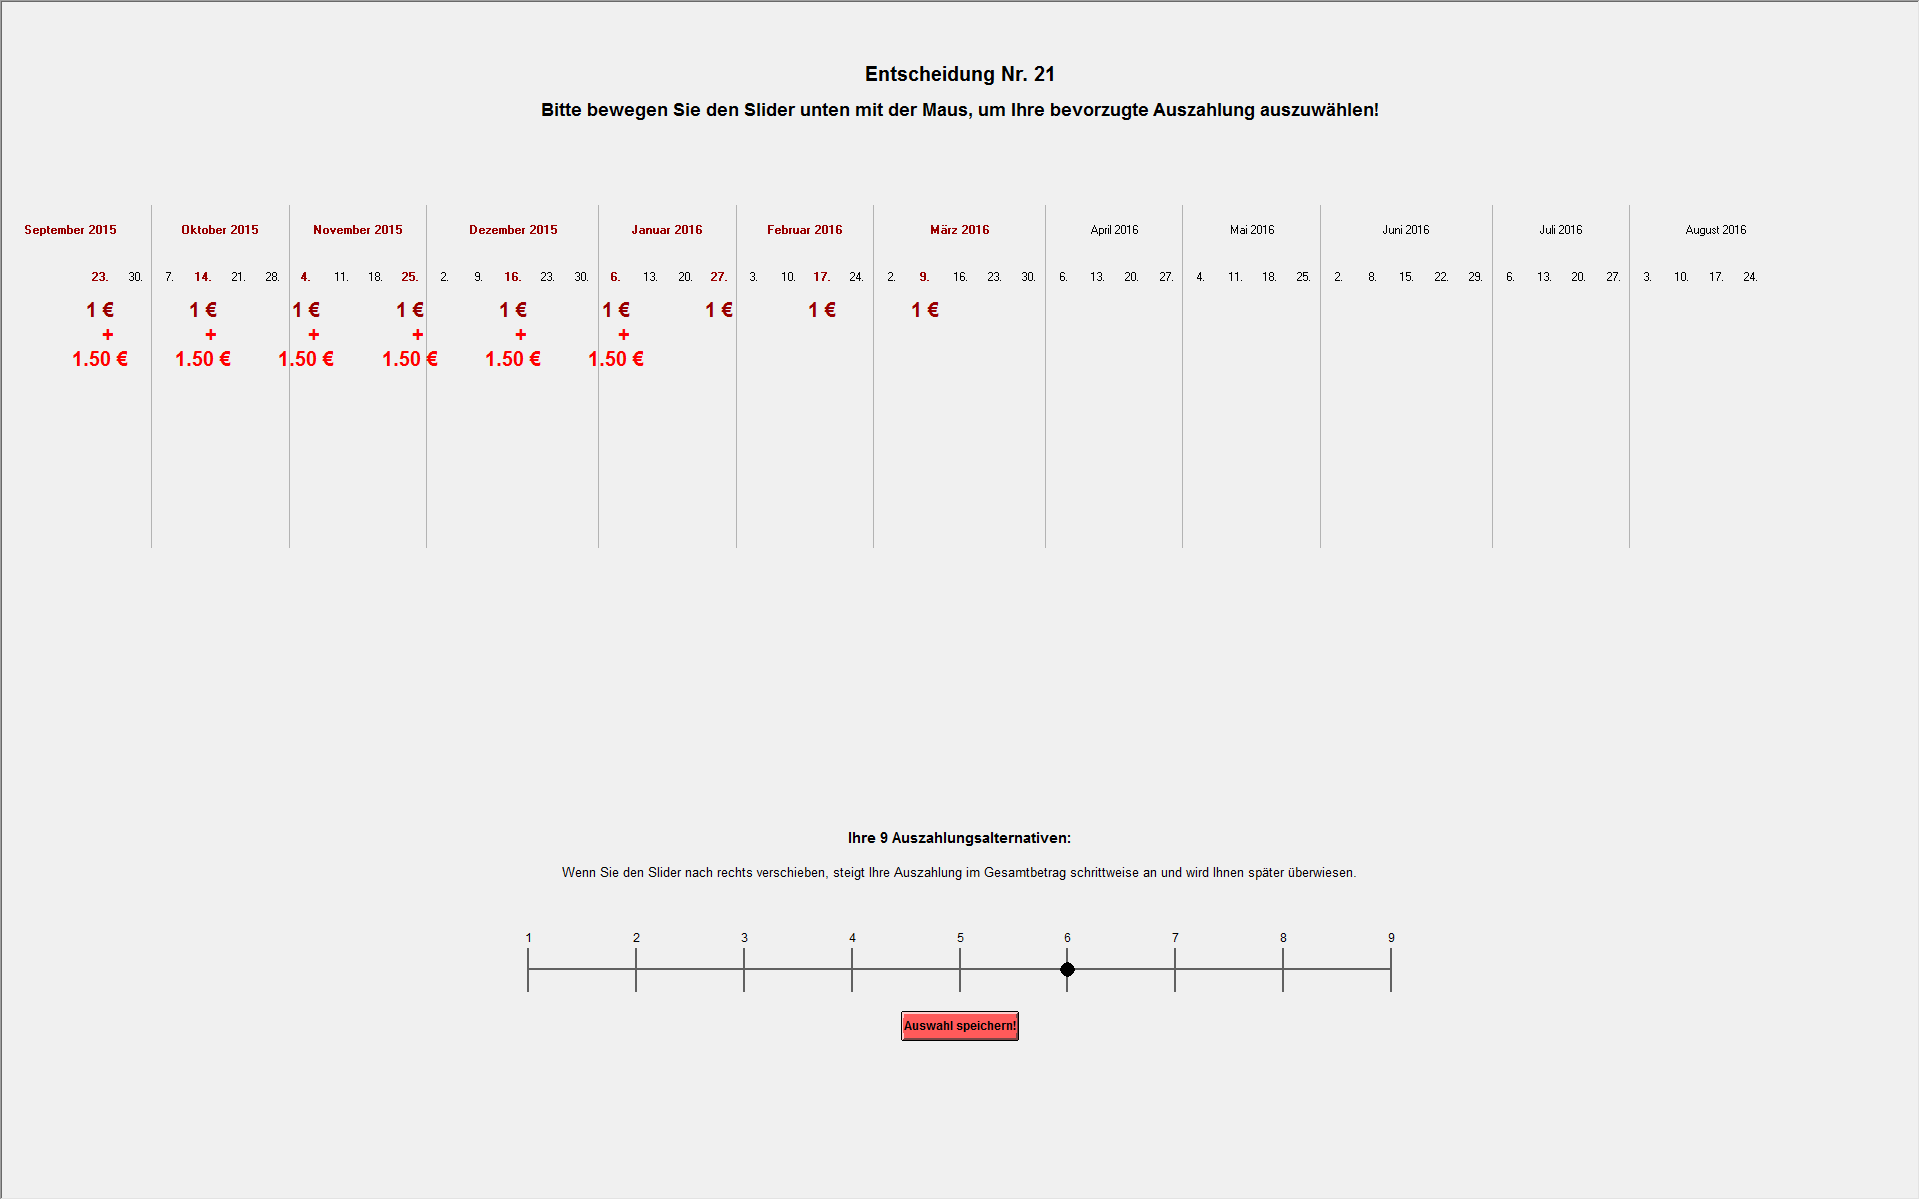 Entscheidung Nr. 21
Bitte bewegen Sie den Slider unten mit der Maus, um Ihre bevorzugte Auszahlung auszuwählen!
September 2015 Oktober 2015 November 2015 Dezember 2015 Januar 2016 Februar 2016 März 2016 April 2016 Mai 2016 Juni 2016 Juli 2016 August 2016
23. 30. 7. 14. 21. 28. 4. 11. 18. 25. 2. 9. 16. 23. 30. 6. 13. 20. 27. 3. 10. 17. 24. 2. 9. 16. 23. 30. 6. 13. 20. 27. 4. 11. 18. 25. 2. 8. 15. 22. 29. 6. 13. 20. 27. 3. 10. 17. 24.
1 € 1 € 1 € 1 € 1 € 1 € 1 € 1 € 1 €
+ + + + + +
1.50 € 1.50 € 1.50 € 1.50 € 1.50 € 1.50 €
Ihre 9 Auszahlungsalternativen:
Wenn Sie den Slider nach rechts verschieben, steigt Ihre Auszahlung im Gesamtbetrag schrittweise an und wird Ihnen später überwiesen.
1 2 3 4 5 6 7 8 9
Auswahl speichern!